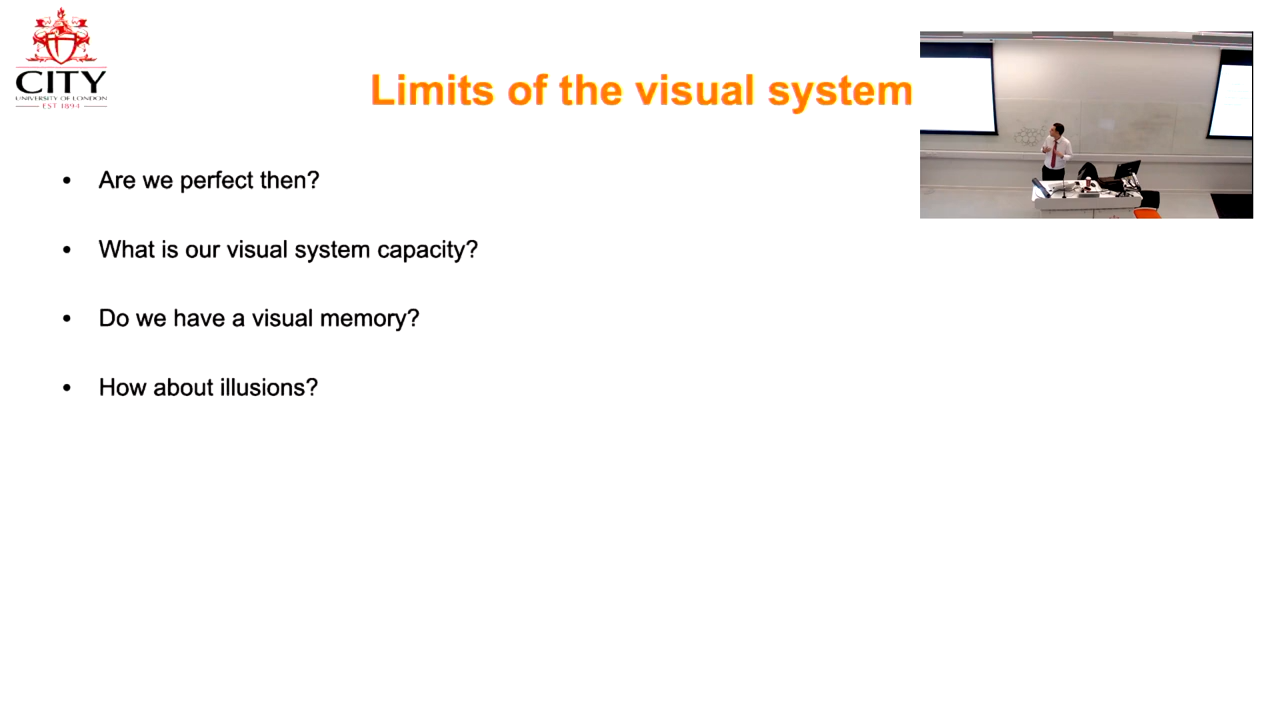 CITY
UNIVERSITY OF LONDON
EST 1894
Limits of the visual system
• Are we perfect then?
• What is our visual system capacity?
• Do we have a visual memory?
• How about illusions?